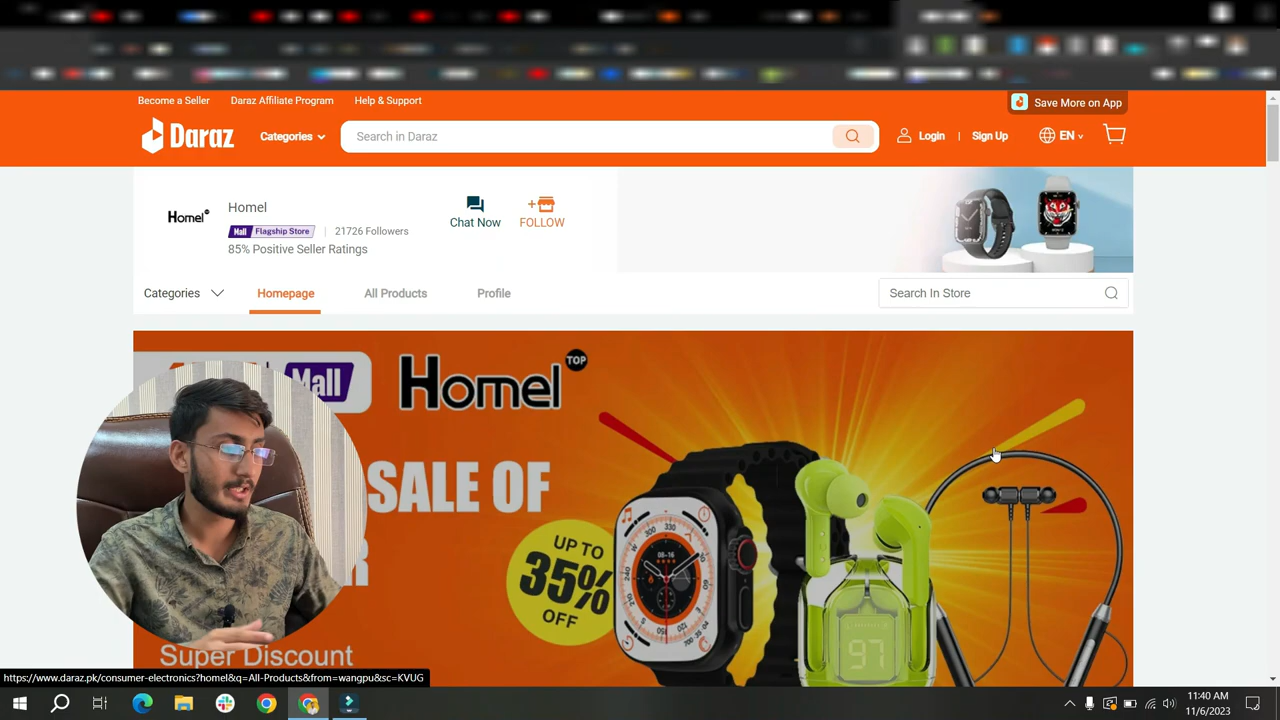 Become a Seller
Daraz Affiliate Program
Help & Support
Save More on App
Daraz
Categories
Search in Daraz
Login | Sign Up
EN
Homel
Homel
Mall Flagship Store | 21726 Followers
85% Positive Seller Ratings
Chat Now
+ FOLLOW
Categories
Homepage
All Products
Profile
Search In Store
Mall
Homel TOP
SALE OF
UP TO
35%
OFF
Super Discount
97
https://www.daraz.pk/consumer-electronics?homel&q=All-Products&from=wangpu&sc=KVUG
11:40 AM
11/6/2023